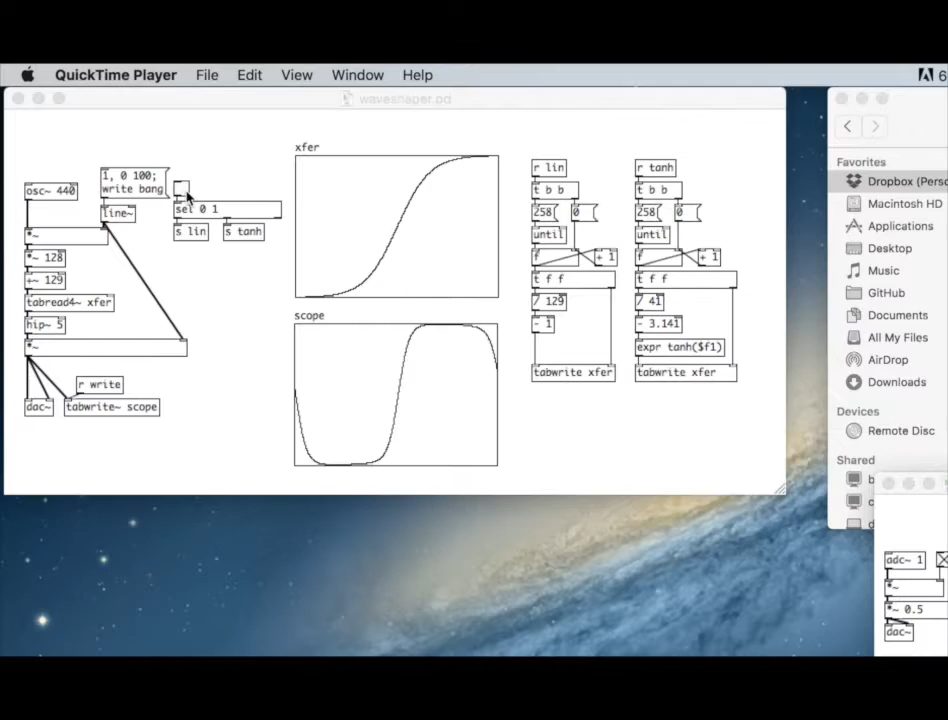 QuickTime Player File Edit View Window Help
6
waveshaper.pd
xfer
1, 0 100;
write bang
osc~ 440
line~
sel 0 1
s lin
s tanh
*~
*~ 128
+~ 129
tabread4~ xfer
hip~ 5
*~
r write
dac~
tabwrite~ scope
scope
r lin
t b b
258
0
until
f
+ 1
t f f
/ 129
- 1
tabwrite xfer
r tanh
t b b
258
0
until
f
+ 1
t f f
/ 41
- 3.141
expr tanh($f1)
tabwrite xfer
Favorites
Dropbox (Perso
Macintosh HD
Applications
Desktop
Music
GitHub
Documents
All My Files
AirDrop
Downloads
Devices
Remote Disc
Shared
b
c
d
adc~ 1
*~
*~ 0.5
dac~